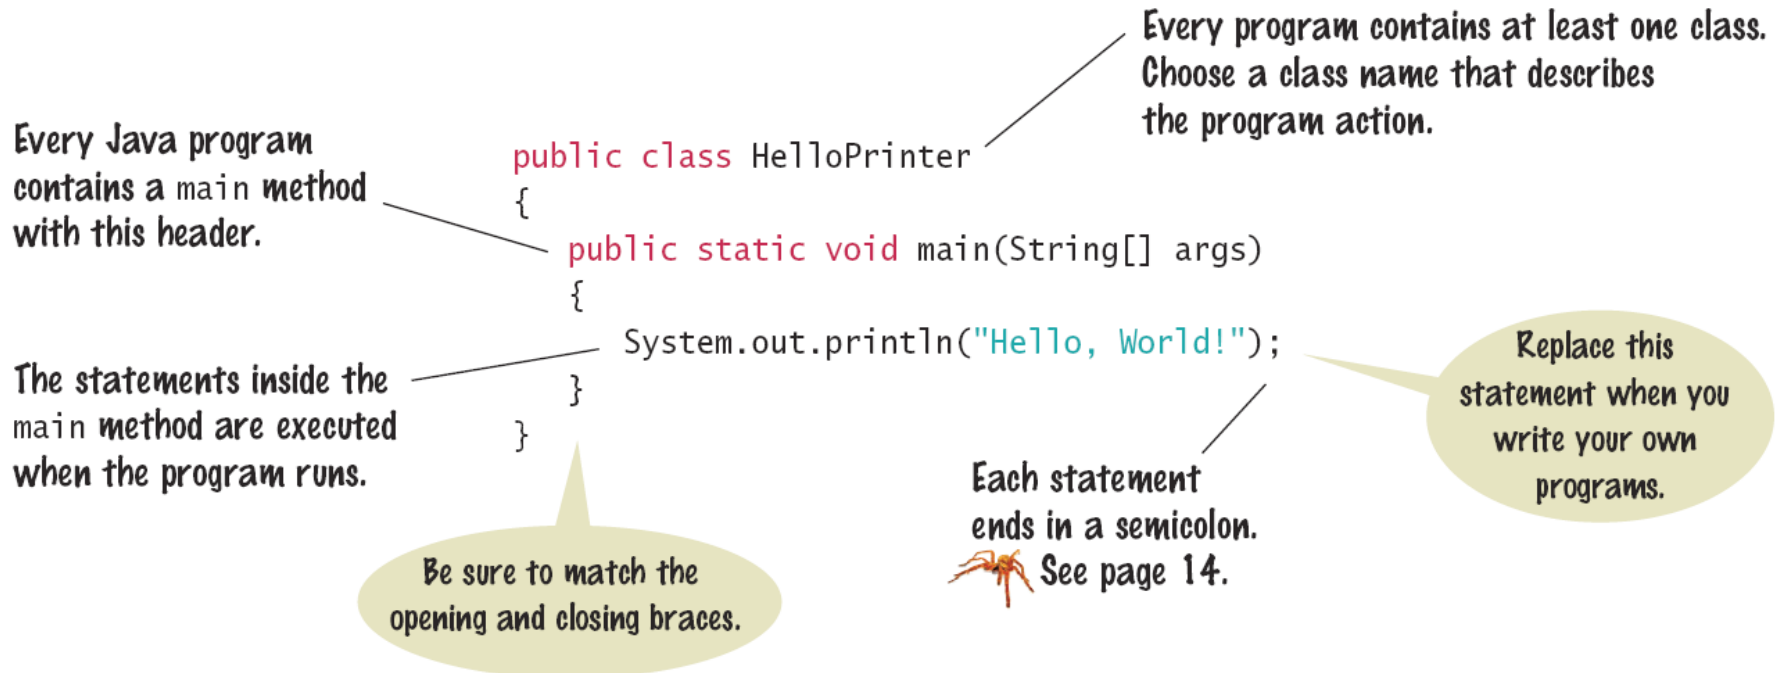 Every program contains at least one class.
Choose a class name that describes
the program action.
Every Java program
contains a main method
with this header.
public class HelloPrinter
{
public static void main(String[] args)
{
System.out.println("Hello, World!");
}
}
The statements inside the
main method are executed
when the program runs.
Replace this
statement when you
write your own
programs.
Each statement
ends in a semicolon.
See page 14.
Be sure to match the
opening and closing braces.